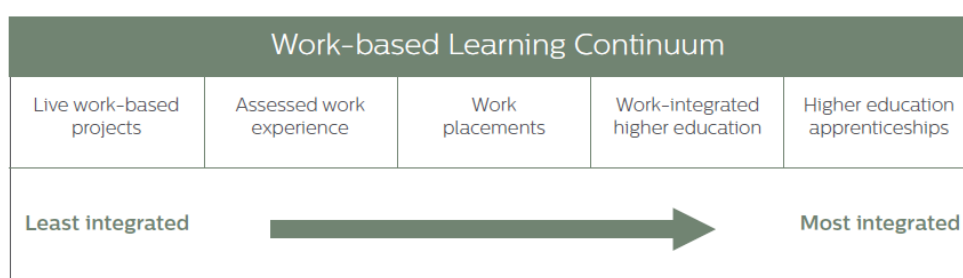 Work-based Learning Continuum
Live work-based
projects
Assessed work
experience
Work
placements
Work-integrated
higher education
Higher education
apprenticeships
Least integrated
Most integrated